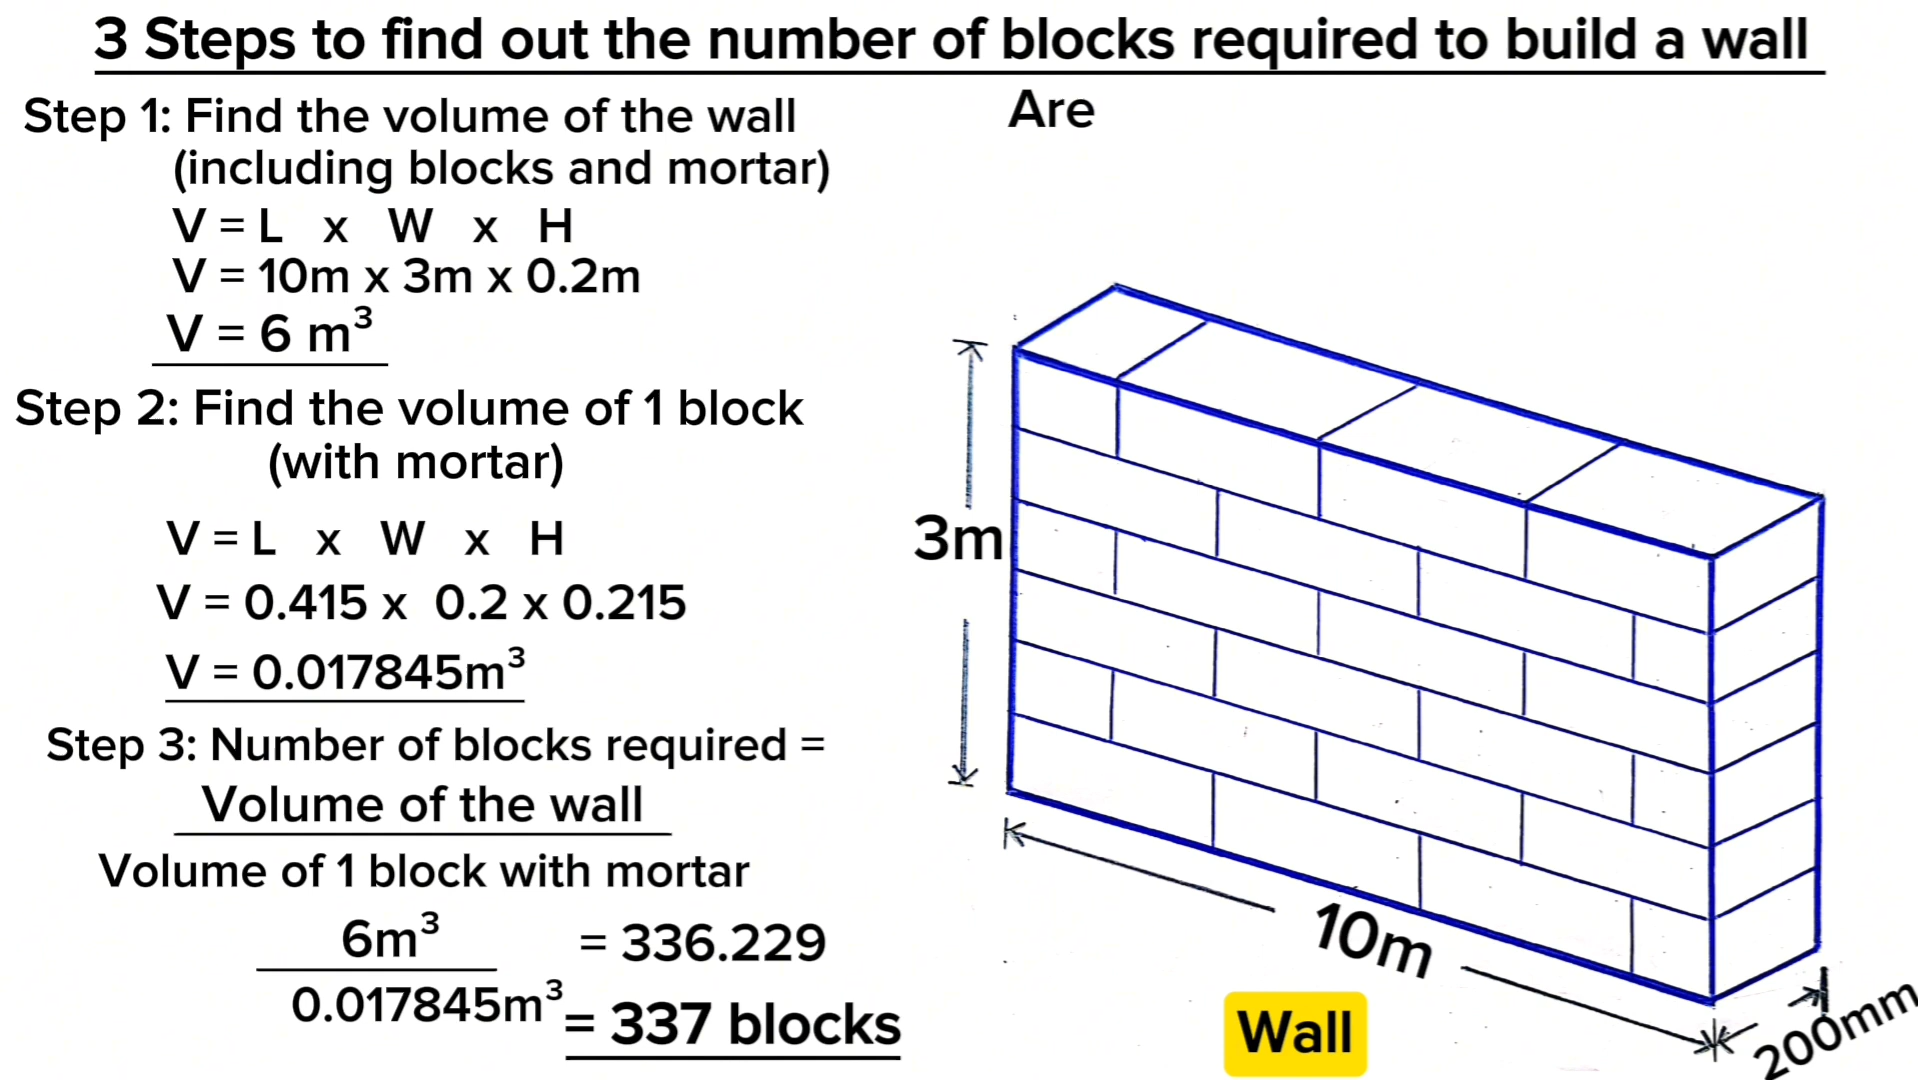 3 Steps to find out the number of blocks required to build a wall
Step 1: Find the volume of the wall
(including blocks and mortar)
V = L x W x H
V = 10m x 3m x 0.2m
V = 6 m³
Step 2: Find the volume of 1 block
(with mortar)
V = L x W x H
V = 0.415 x 0.2 x 0.215
V = 0.017845m³
Step 3: Number of blocks required =
Volume of the wall
Volume of 1 block with mortar
6m³
0.017845m³
= 336.229
= 337 blocks
Are
3m
10m
200mm
Wall